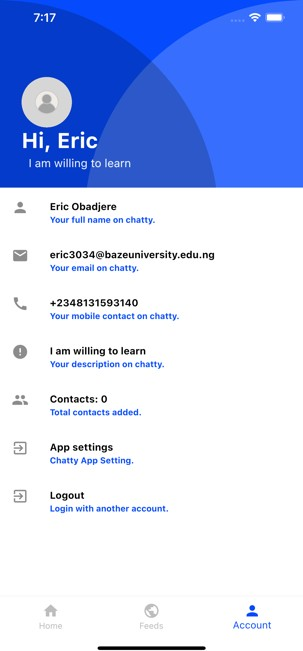 7:17
Hi, Eric
I am willing to learn
Eric Obadjere
Your full name on chatty.
eric3034@bazeuniversity.edu.ng
Your email on chatty.
+2348131593140
Your mobile contact on chatty.
I am willing to learn
Your description on chatty.
Contacts: 0
Total contacts added.
App settings
Chatty App Setting.
Logout
Login with another account.
Home
Feeds
Account